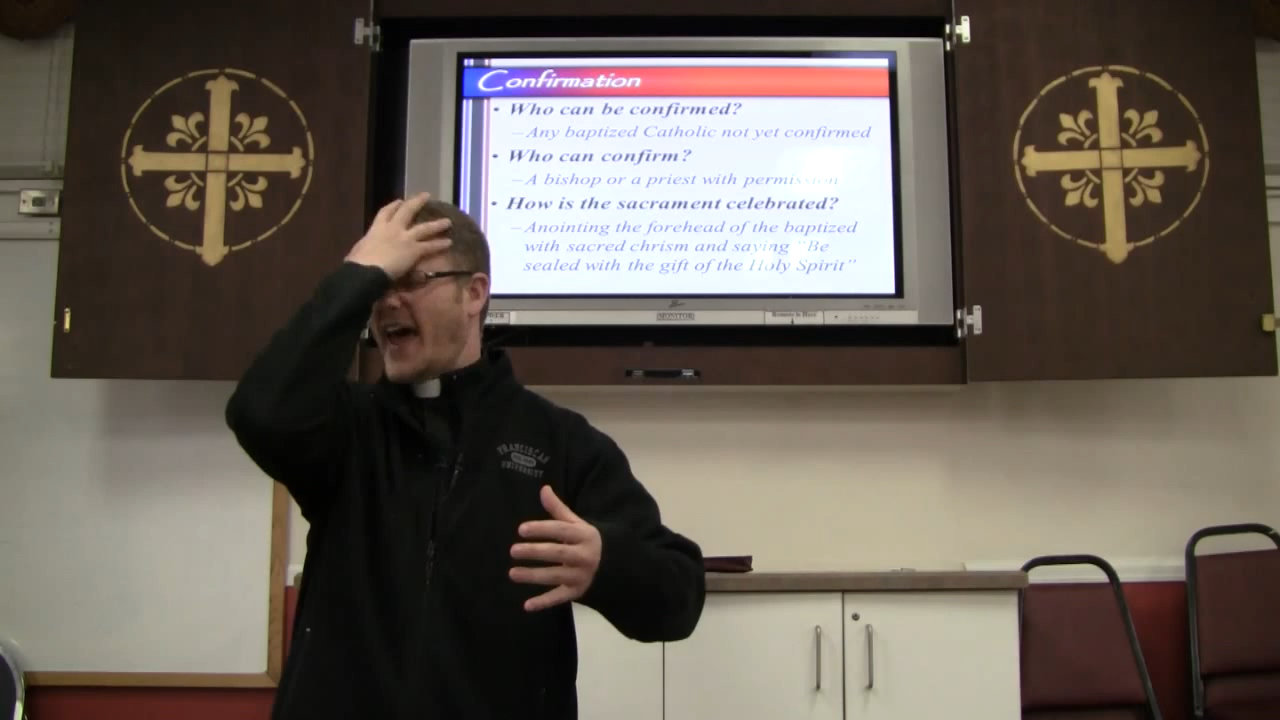 Confirmation
• Who can be confirmed?
–Any baptized Catholic not yet confirmed
• Who can confirm?
–A bishop or a priest with permission
• How is the sacrament celebrated?
–Anointing the forehead of the baptized
with sacred chrism and saying "Be
sealed with the gift of the Holy Spirit"
MONITOR
FRANCISCAN
UNIVERSITY